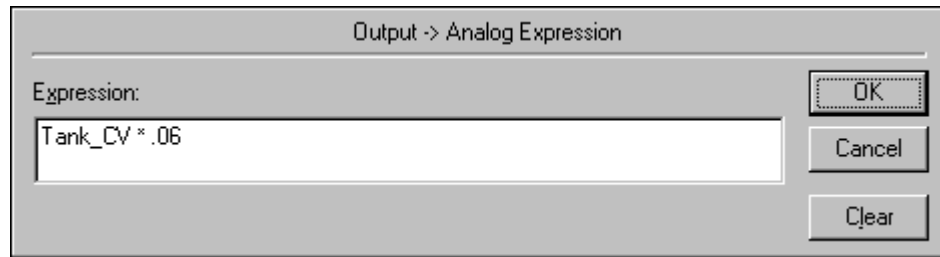 Output -> Analog Expression
Expression:
OK
Tank_CV * .06
Cancel
Clear